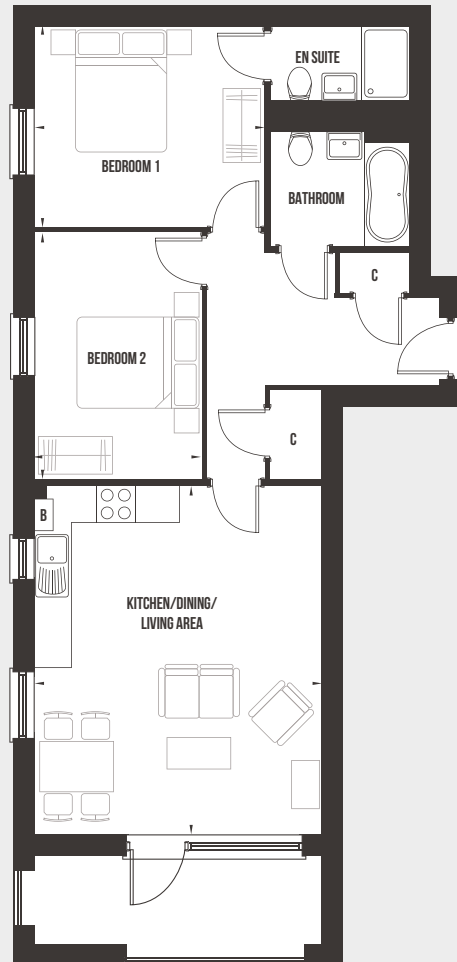 EN SUITE
BEDROOM 1
BATHROOM
C
BEDROOM 2
C
B
KITCHEN/DINING/
LIVING AREA